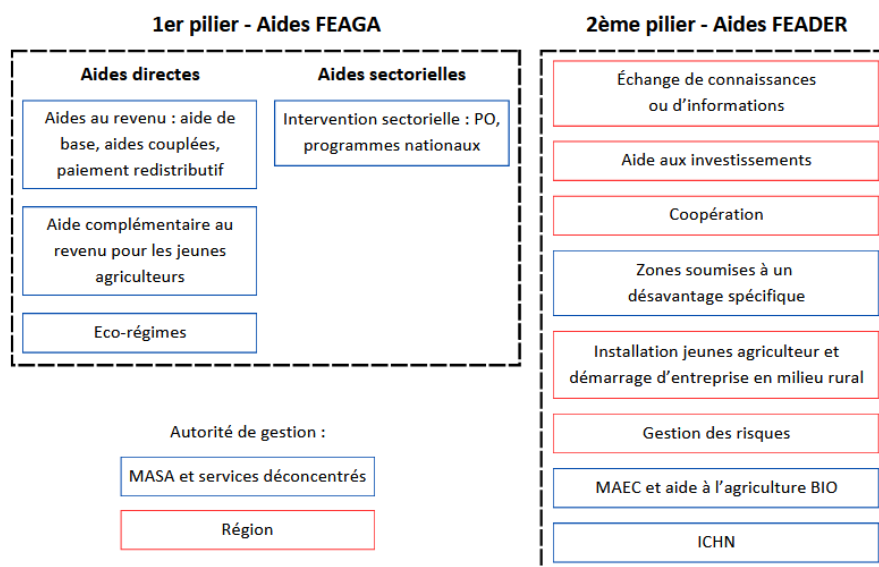 1er pilier - Aides FEAGA
Aides directes
Aides au revenu : aide de
base, aides couplées,
paiement redistributif
Aide complémentaire au
revenu pour les jeunes
agriculteurs
Eco-régimes
Aides sectorielles
Intervention sectorielle : PO,
programmes nationaux
Autorité de gestion :
MASA et services déconcentrés
Région
2ème pilier - Aides FEADER
Échange de connaissances
ou d’informations
Aide aux investissements
Coopération
Zones soumises à un
désavantage spécifique
Installation jeunes agriculteur et
démarrage d’entreprise en milieu rural
Gestion des risques
MAEC et aide à l’agriculture BIO
ICHN